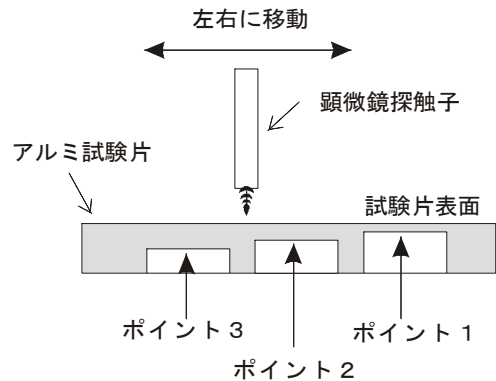 左右に移動
顕微鏡探触子
アルミ試験片
試験片表面
ポイント３
ポイント１
ポイント２